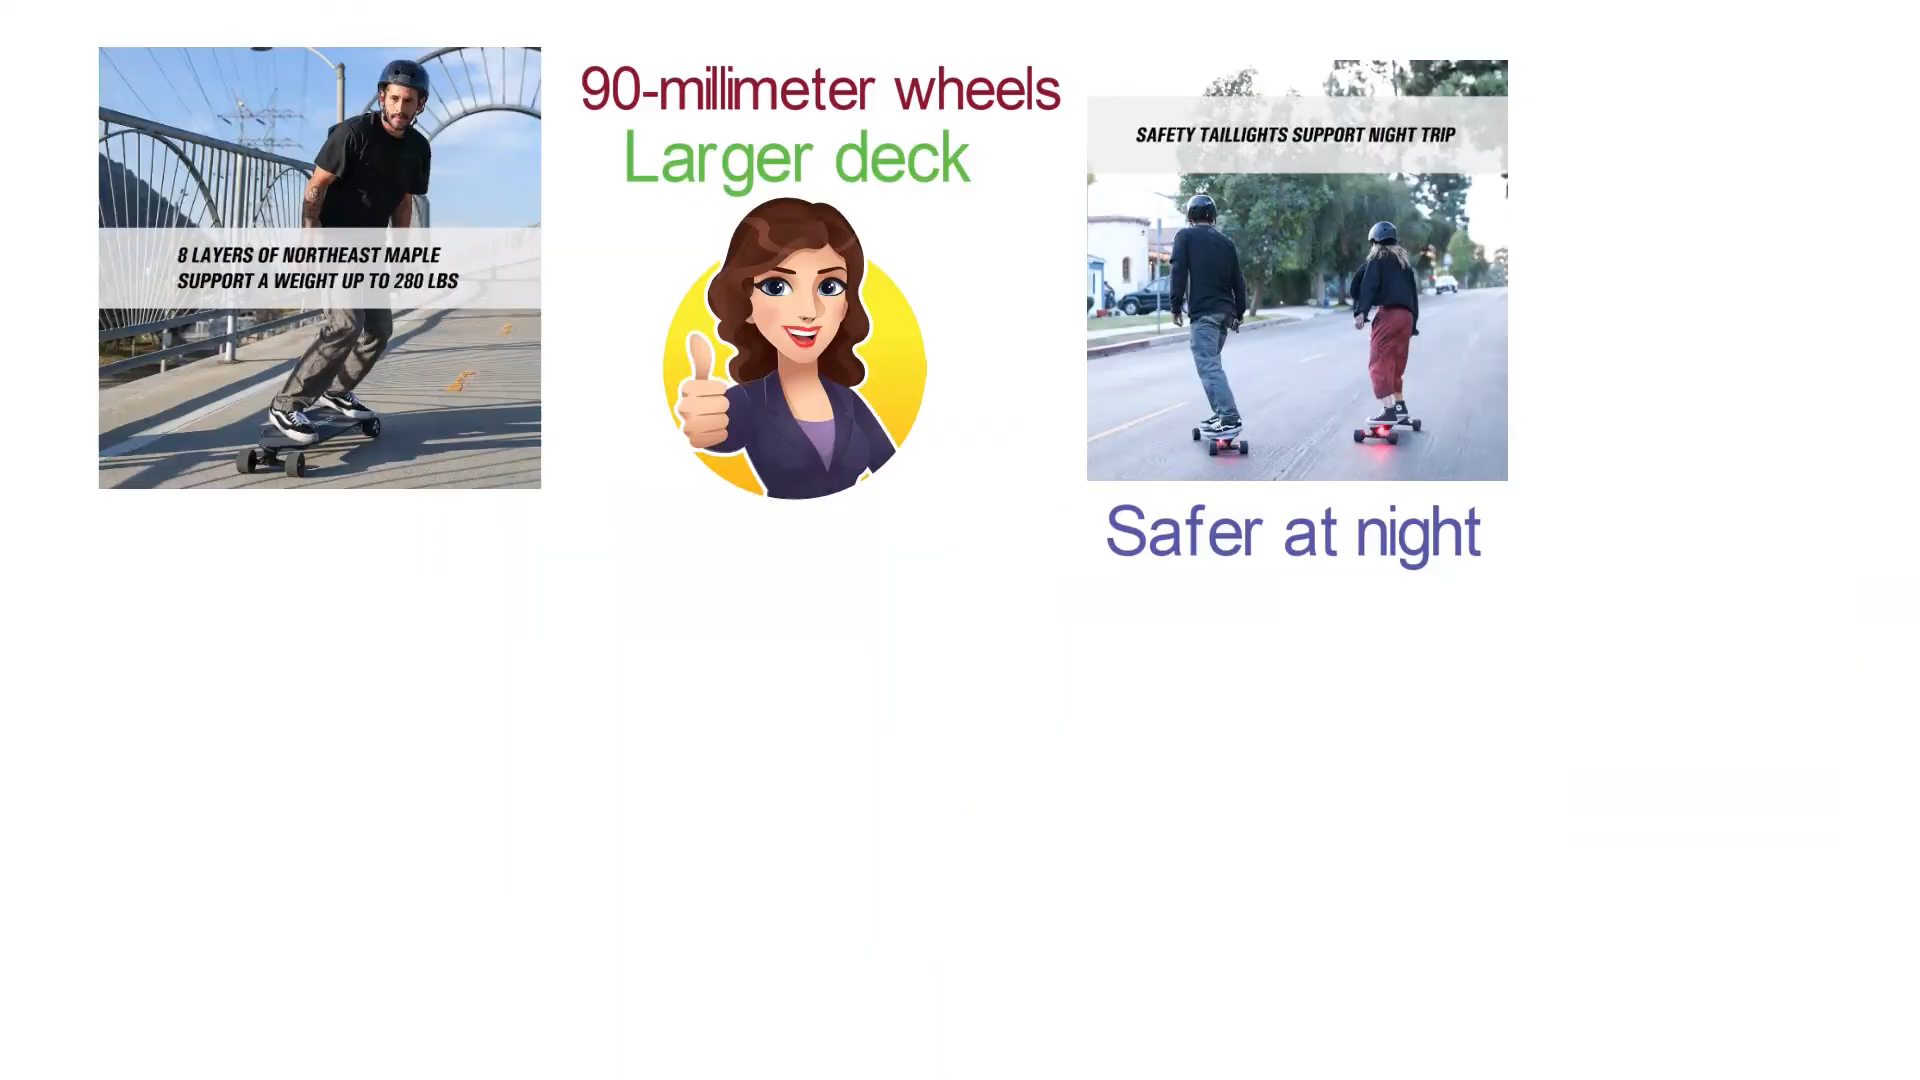 8 LAYERS OF NORTHEAST MAPLE
SUPPORT A WEIGHT UP TO 280 LBS
90-millimeter wheels
Larger deck
SAFETY TAILLIGHTS SUPPORT NIGHT TRIP
Safer at night